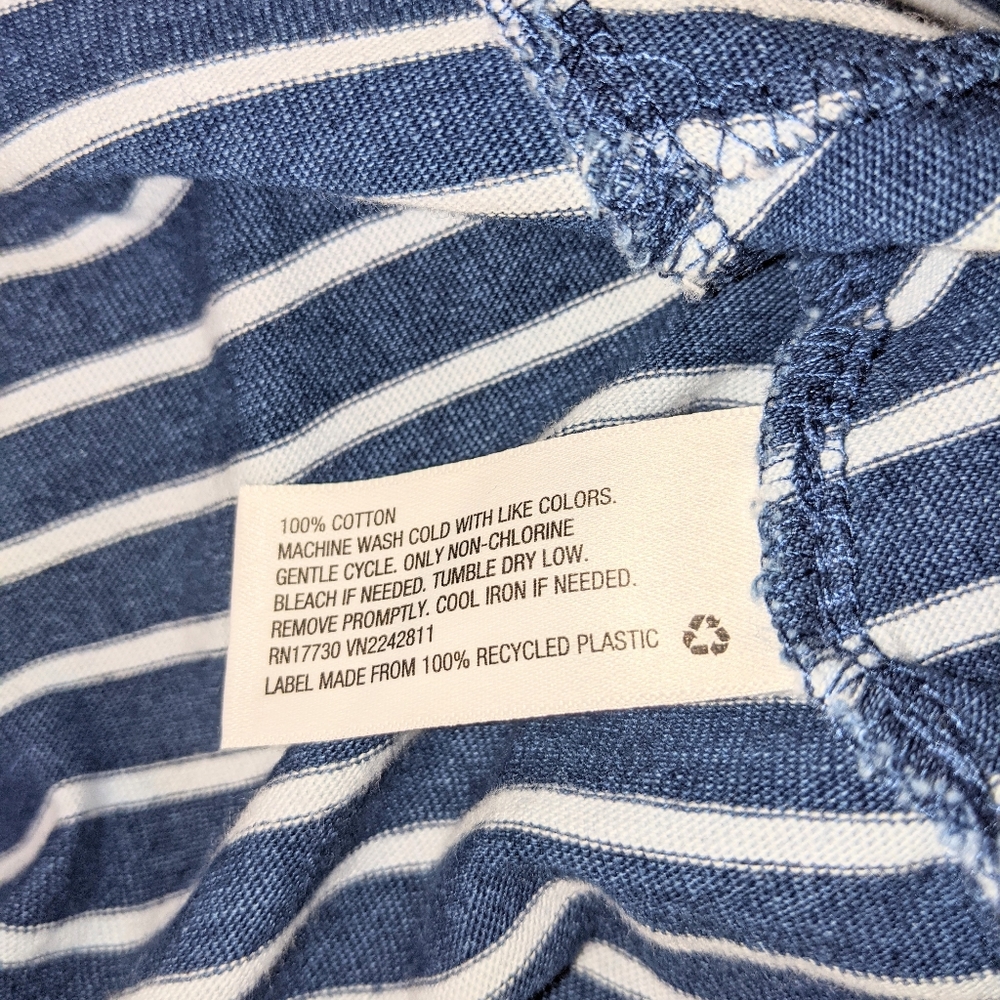 100% COTTON
MACHINE WASH COLD WITH LIKE COLORS.
GENTLE CYCLE. ONLY NON-CHLORINE
BLEACH IF NEEDED. TUMBLE DRY LOW.
REMOVE PROMPTLY. COOL IRON IF NEEDED.
RN17730 VN2242811
LABEL MADE FROM 100% RECYCLED PLASTIC